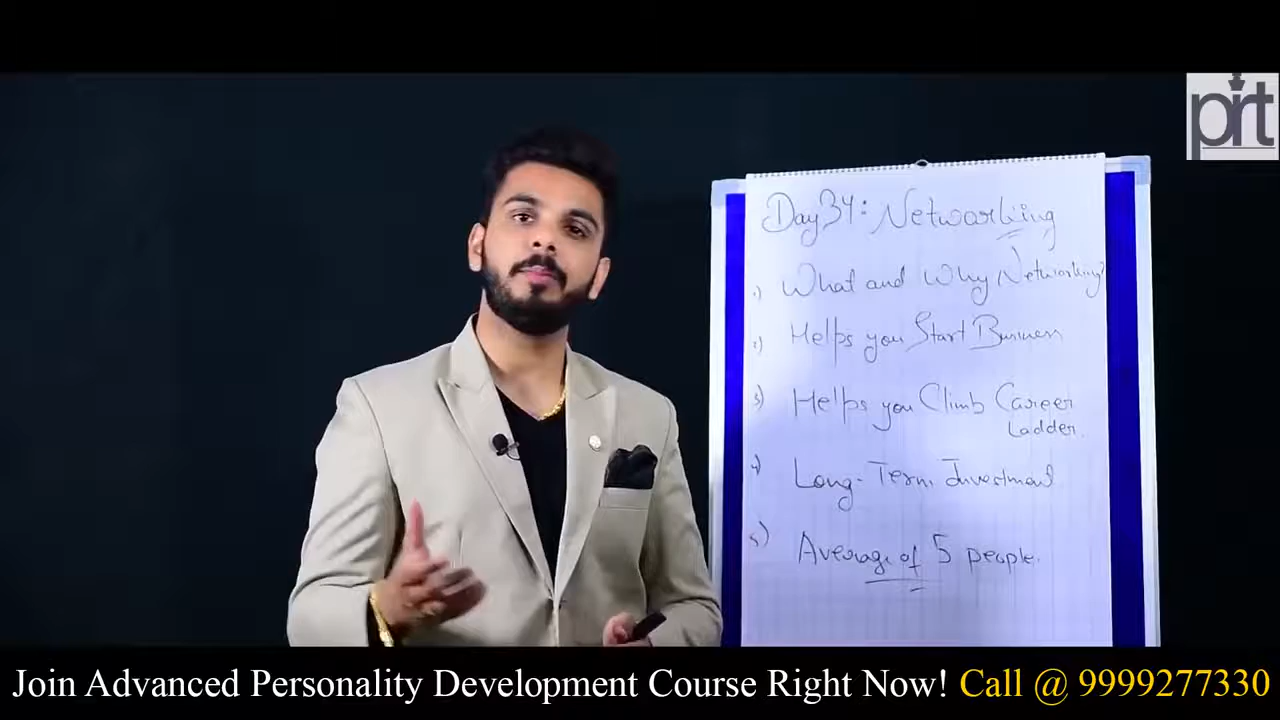 pirt
Day 34: Networking
1) What and Why Networking?
2) Helps you Start Business
3) Helps you Climb Career
Ladder.
4) Long-Term Investment
5) Average of 5 people.
Join Advanced Personality Development Course Right Now! Call @ 9999277330